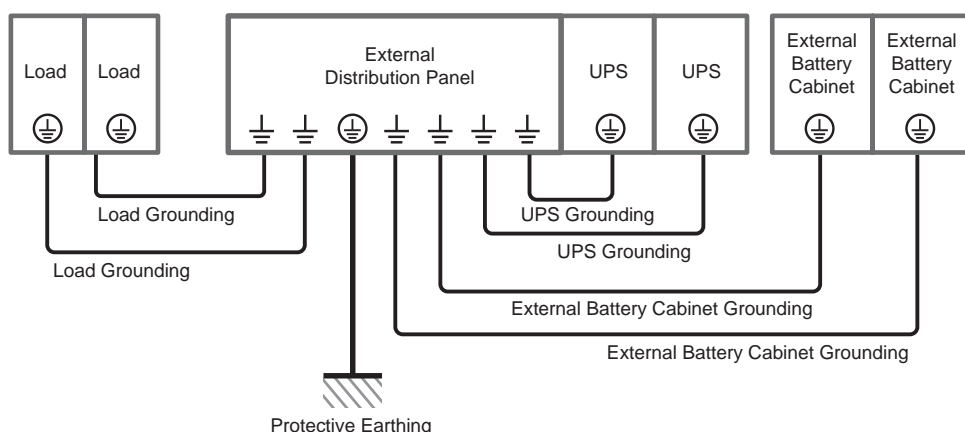 Load
Load
External
Distribution Panel
UPS
UPS
External
Battery
Cabinet
External
Battery
Cabinet
Load Grounding
UPS Grounding
UPS Grounding
Load Grounding
External Battery Cabinet Grounding
External Battery Cabinet Grounding
Protective Earthing